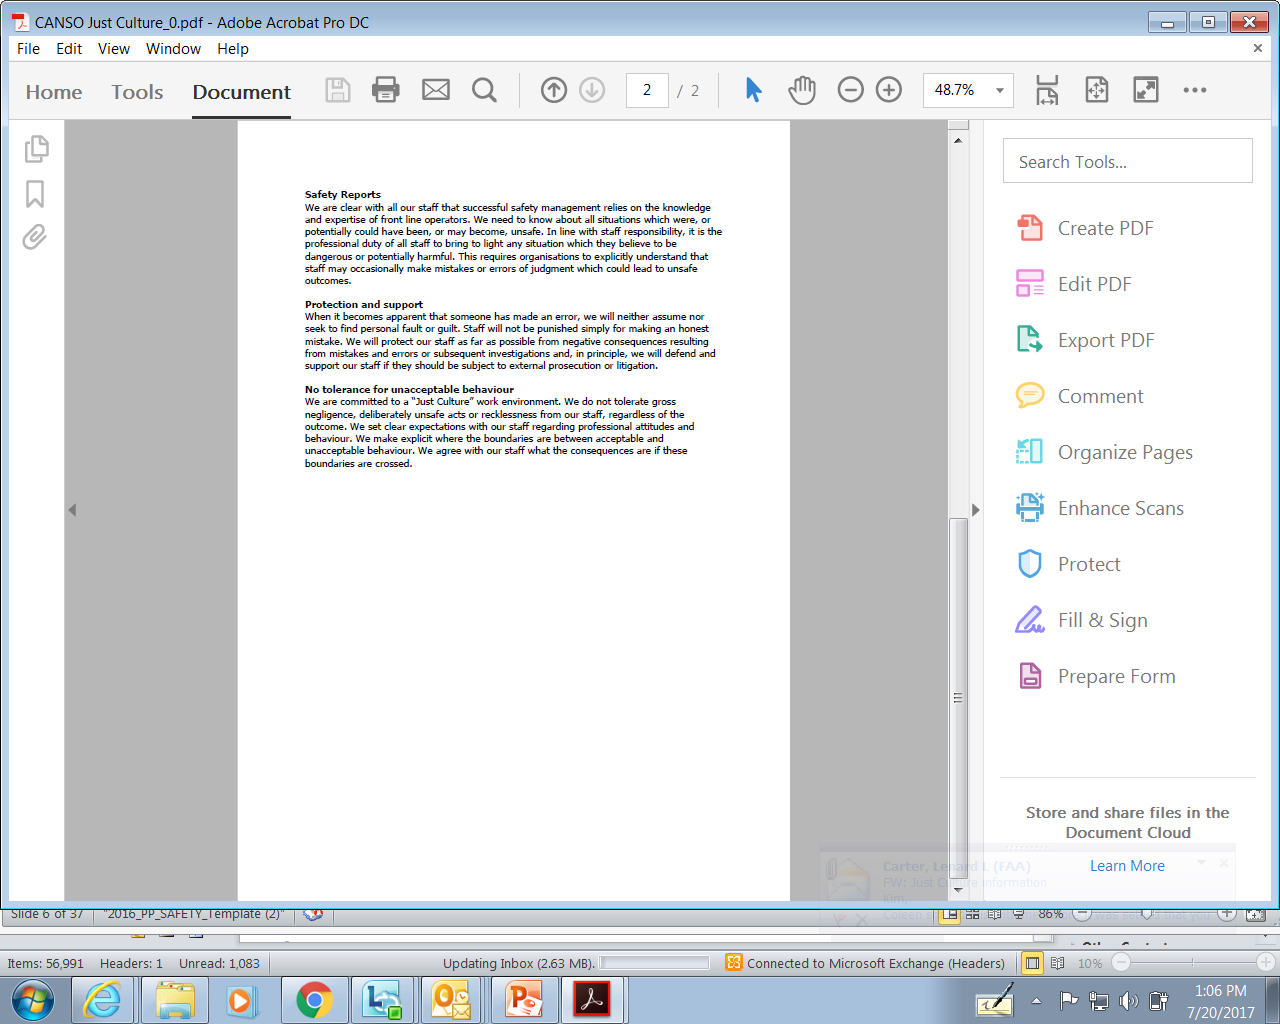 CANSO Just Culture_0.pdf - Adobe Acrobat Pro DC
File Edit View Window Help
Home Tools Document 2 / 2 48.7%
Search Tools...
Safety Reports
We are clear with all our staff that successful safety management relies on the knowledge
and expertise of front line operators. We need to know about all situations which were, or
potentially could have been, or may become, unsafe. In line with staff responsibility, it is the
professional duty of all staff to bring to light any situation which they believe to be
dangerous or potentially harmful. This requires organisations to explicitly understand that
staff may occasionally make mistakes or errors of judgment which could lead to unsafe
outcomes.
Protection and support
When it becomes apparent that someone has made an error, we will neither assume nor
seek to find personal fault or guilt. Staff will not be punished simply for making an honest
mistake. We will protect our staff as far as possible from negative consequences resulting
from mistakes and errors or subsequent investigations and, in principle, we will defend and
support our staff if they should be subject to external prosecution or litigation.
No tolerance for unacceptable behaviour
We are committed to a “Just Culture” work environment. We do not tolerate gross
negligence, deliberately unsafe acts or recklessness from our staff, regardless of the
outcome. We set clear expectations with our staff regarding professional attitudes and
behaviour. We make explicit where the boundaries are between acceptable and
unacceptable behaviour. We agree with our staff what the consequences are if these
boundaries are crossed.
Create PDF
Edit PDF
Export PDF
Comment
Organize Pages
Enhance Scans
Protect
Fill & Sign
Prepare Form
Store and share files in the
Document Cloud
Learn More
Carter, Lenard L (FAA)
FW: Just Culture Information
Kim,
Slide 6 of 37 "2016_PP_SAFETY_Template (2)" 86%
Items: 56,991 Headers: 1 Unread: 1,083 Updating Inbox (2.63 MB). Connected to Microsoft Exchange (Headers) 10%
1:06 PM
7/20/2017